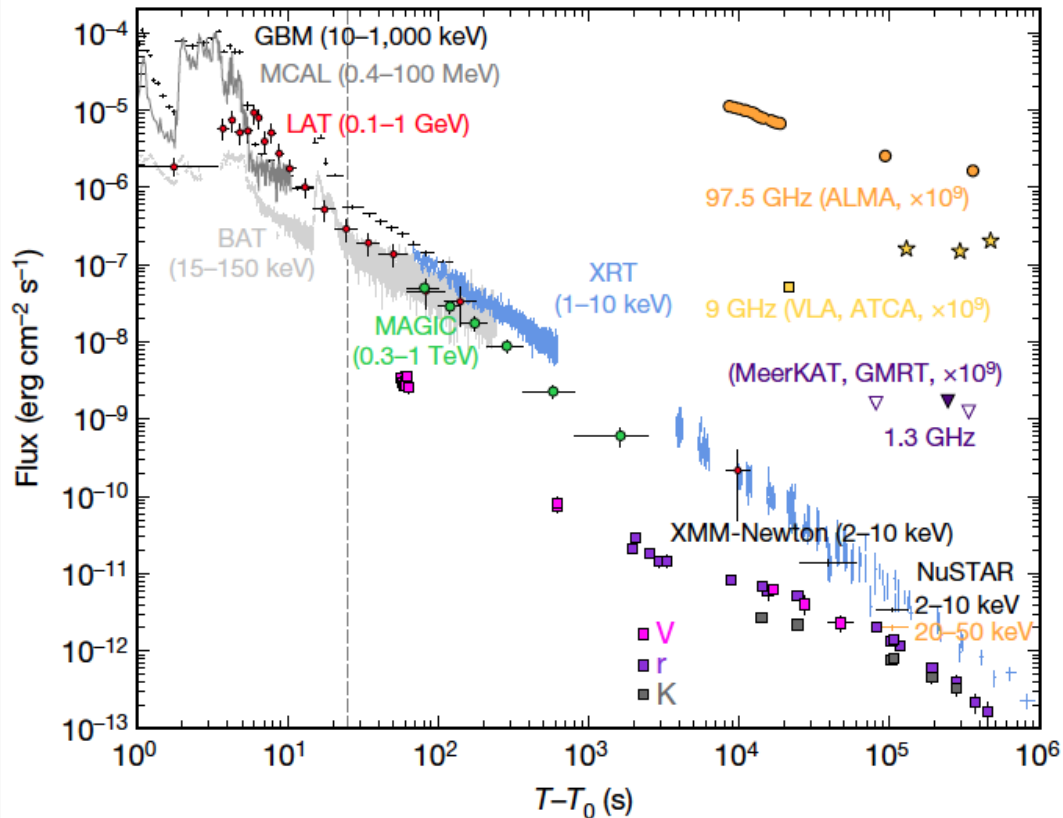 10⁻⁴
10⁻⁵
10⁻⁶
10⁻⁷
10⁻⁸
10⁻⁹
10⁻¹⁰
10⁻¹¹
10⁻¹²
10⁻¹³
Flux (erg cm⁻² s⁻¹)
GBM (10–1,000 keV)
MCAL (0.4–100 MeV)
LAT (0.1–1 GeV)
BAT
(15–150 keV)
97.5 GHz (ALMA, ×10⁹)
XRT
(1–10 keV)
9 GHz (VLA, ATCA, ×10⁹)
MAGIC
(0.3–1 TeV)
(MeerKAT, GMRT, ×10⁹)
1.3 GHz
XMM-Newton (2–10 keV)
NuSTAR
2–10 keV
20–50 keV
V
r
K
10⁰
10¹
10²
10³
10⁴
10⁵
10⁶
T–T₀ (s)